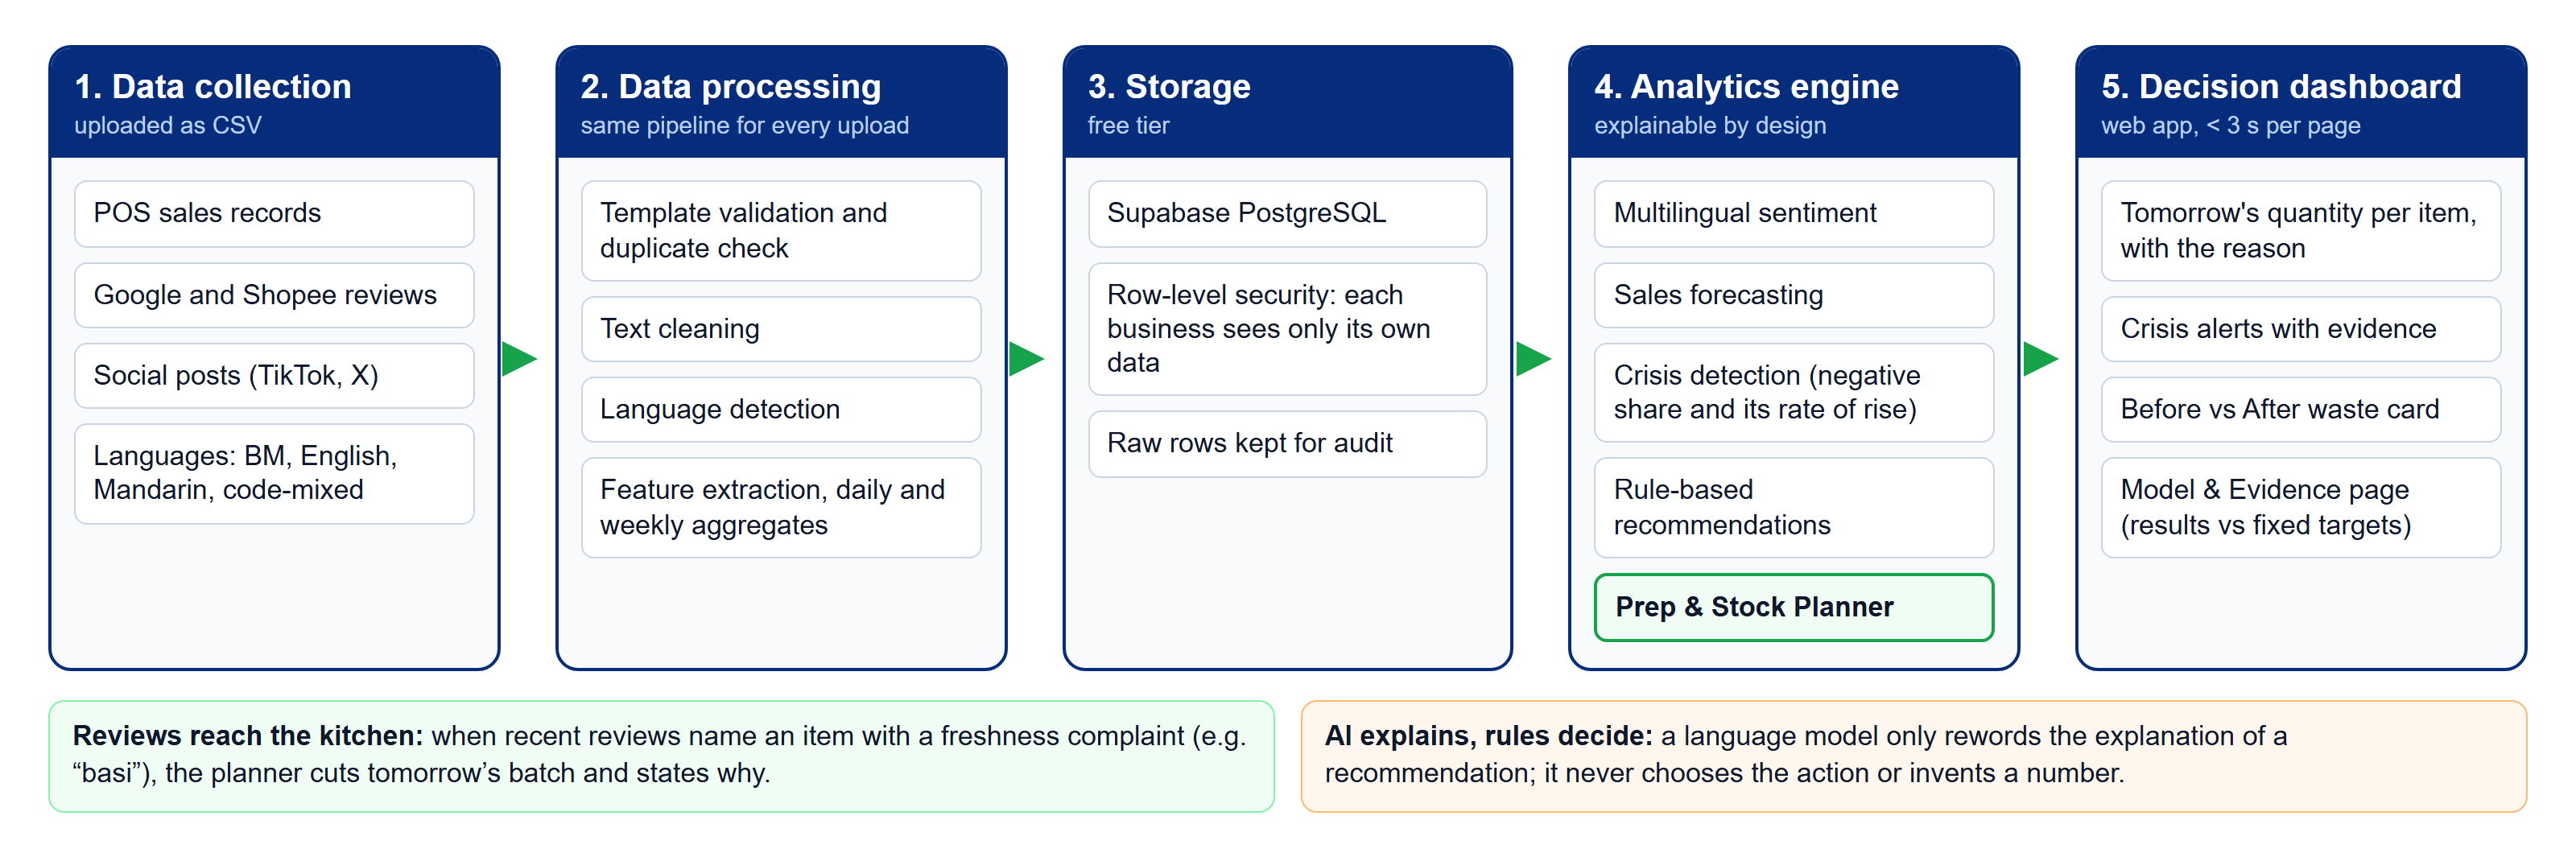 1. Data collection
uploaded as CSV
POS sales records
Google and Shopee reviews
Social posts (TikTok, X)
Languages: BM, English,
Mandarin, code-mixed
2. Data processing
same pipeline for every upload
Template validation and
duplicate check
Text cleaning
Language detection
Feature extraction, daily and
weekly aggregates
3. Storage
free tier
Supabase PostgreSQL
Row-level security: each
business sees only its own
data
Raw rows kept for audit
4. Analytics engine
explainable by design
Multilingual sentiment
Sales forecasting
Crisis detection (negative
share and its rate of rise)
Rule-based
recommendations
Prep & Stock Planner
5. Decision dashboard
web app, < 3 s per page
Tomorrow's quantity per item,
with the reason
Crisis alerts with evidence
Before vs After waste card
Model & Evidence page
(results vs fixed targets)
Reviews reach the kitchen: when recent reviews name an item with a freshness complaint (e.g.
“basi”), the planner cuts tomorrow’s batch and states why.
AI explains, rules decide: a language model only rewords the explanation of a
recommendation; it never chooses the action or invents a number.